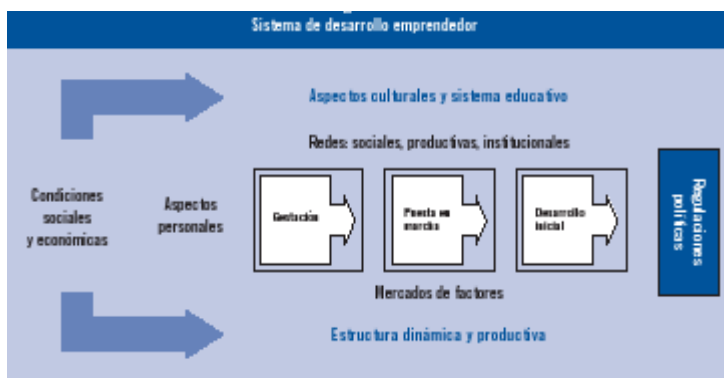 Sistema de desarrollo emprendedor
Aspectos culturales y sistema educativo
Redes: sociales, productivas, institucionales
Condiciones
sociales
y económicas
Aspectos
personales
Gestación
Puesta en
marcha
Desarrollo
inicial
Regulaciones
políticas
Mercados de factores
Estructura dinámica y productiva